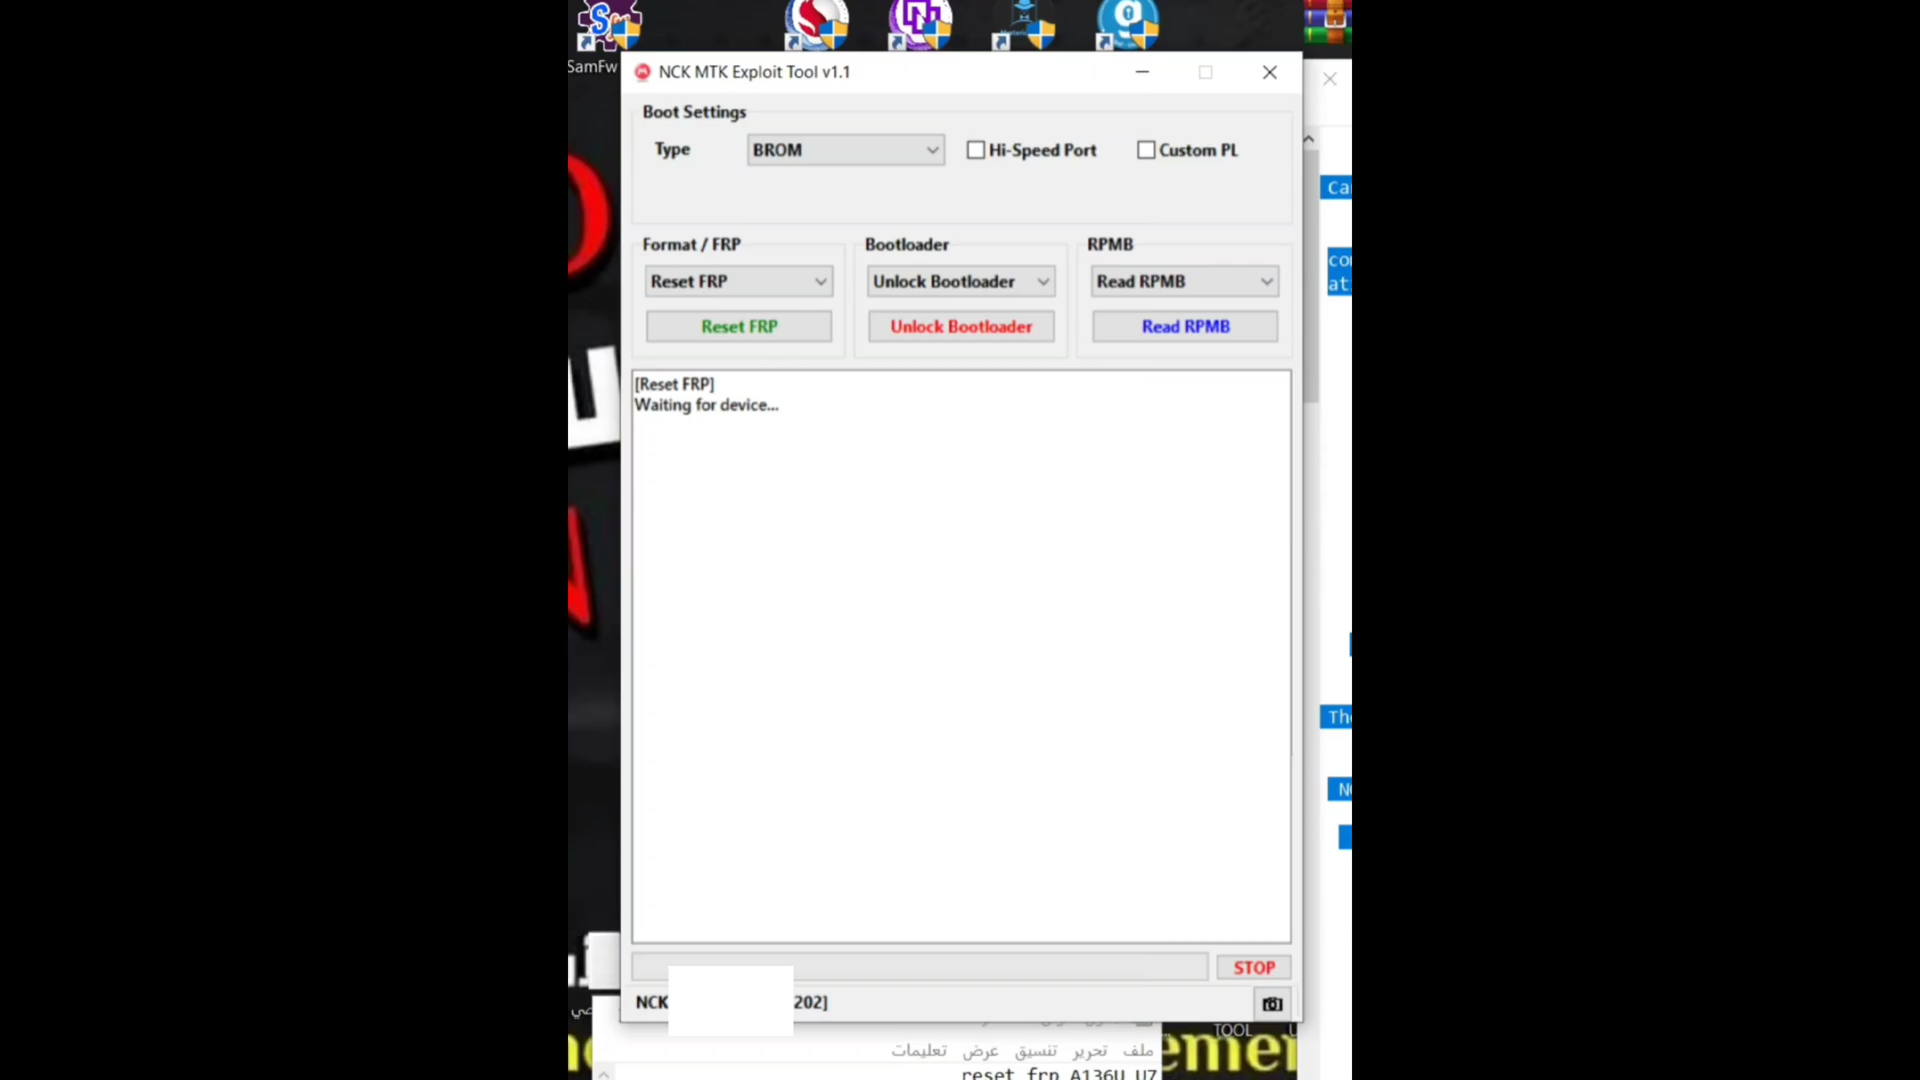 SamFw
NCK MTK Exploit Tool v1.1
Boot Settings
Type
BROM
Hi-Speed Port
Custom PL
Format / FRP
Bootloader
RPMB
Reset FRP
Unlock Bootloader
Read RPMB
Reset FRP
Unlock Bootloader
Read RPMB
[Reset FRP]
Waiting for device...
STOP
NCK
202]
TOOL
ملف تحرير تنسيق عرض تعليمات
reset frp A136U U7